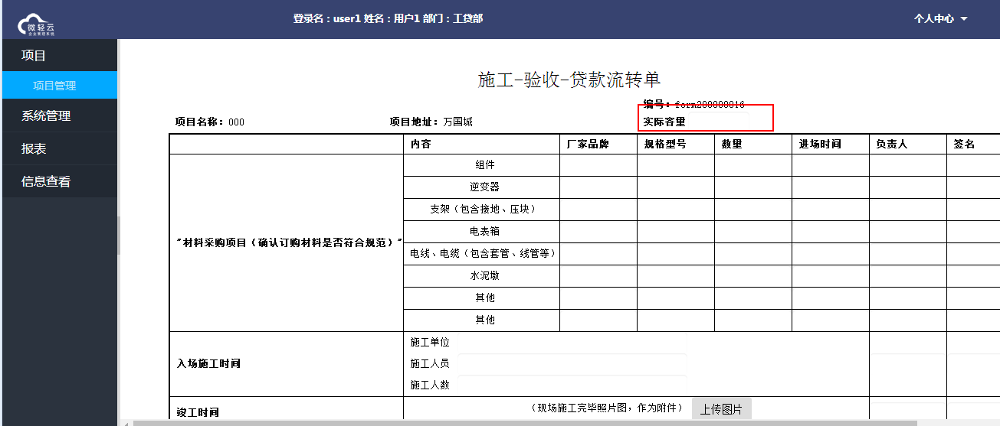 微轻云
企业管理系统
登录名：user1 姓名：用户1 部门：工贷部
个人中心
项目
项目管理
系统管理
报表
信息查看
施工-验收-贷款流转单
编号：form200000016
项目名称：000 项目地址：万国城 实际容量
内容 厂家品牌 规格型号 数量 进场时间 负责人 签名
"材料采购项目（确认订购材料是否符合规范）"
组件
逆变器
支架（包含接地、压块）
电表箱
电线、电缆（包含套管、线管等）
水泥墩
其他
其他
入场施工时间
施工单位
施工人员
施工人数
竣工时间 （现场施工完毕照片图，作为附件） 上传图片